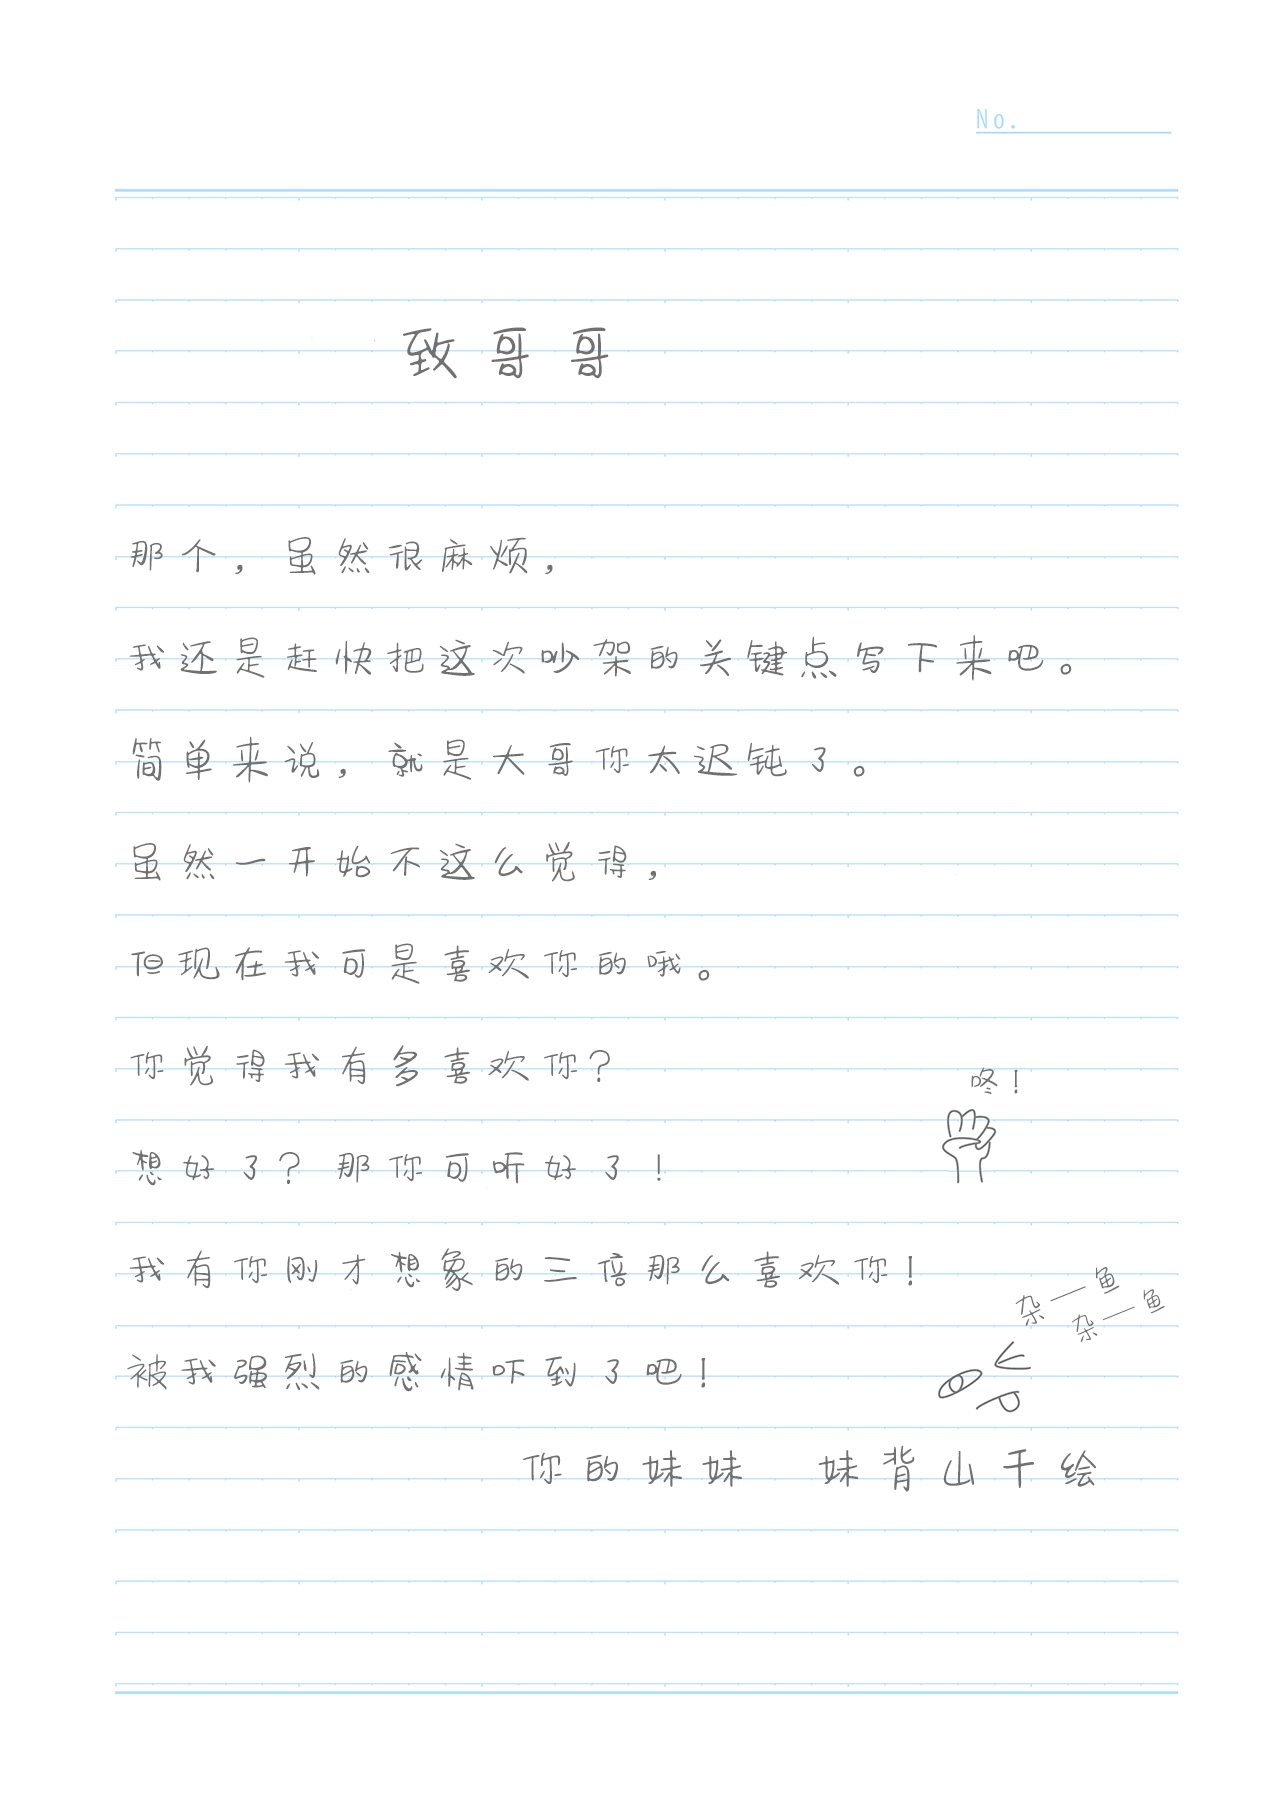 No.
致哥哥
那个，虽然很麻烦，
我还是赶快把这次吵架的关键点写下来吧。
简单来说，就是大哥你太迟钝了。
虽然一开始不这么觉得，
但现在我可是喜欢你的哦。
你觉得我有多喜欢你？
咚！
想好了？那你可听好了！
我有你刚才想象的三倍那么喜欢你！
杂——鱼
杂——鱼
被我强烈的感情吓到了吧！
你的妹妹　妹背山千绘